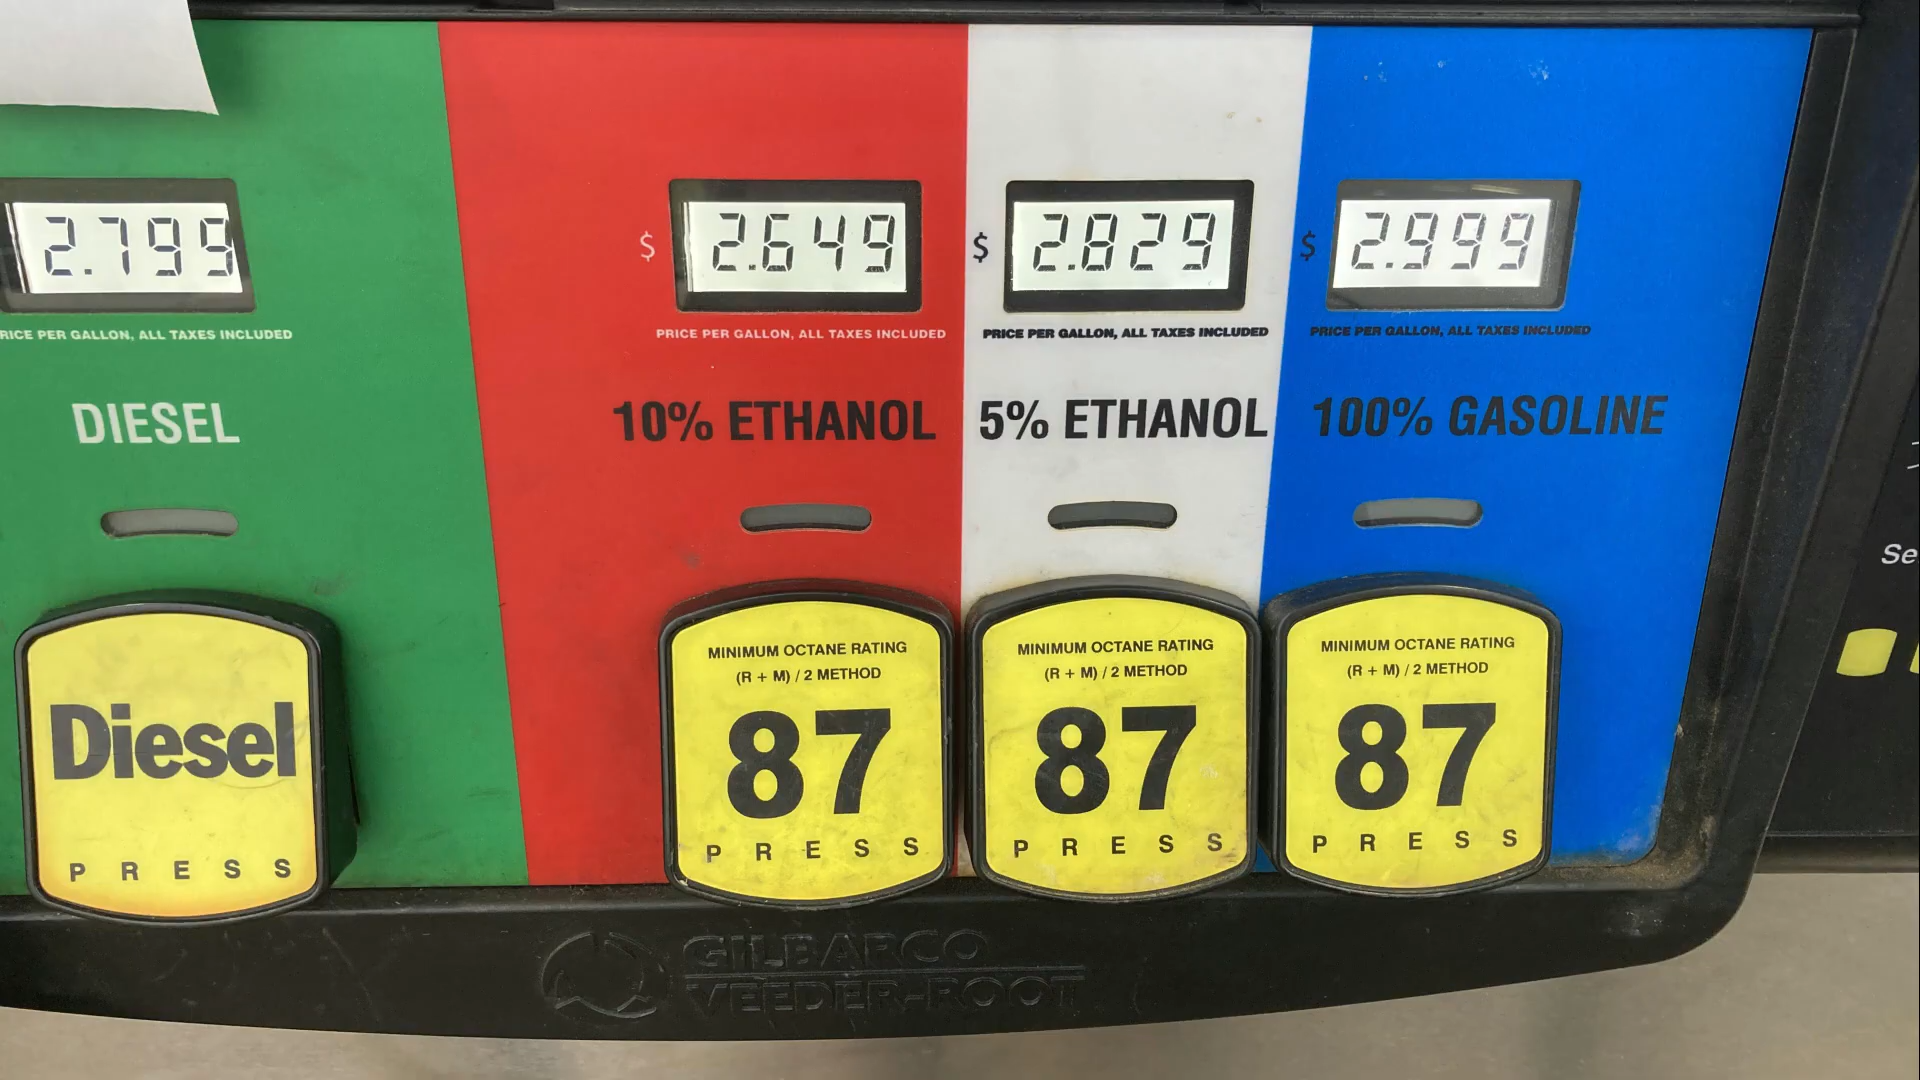 2.799
RICE PER GALLON, ALL TAXES INCLUDED
DIESEL
Diesel
PRESS
$ 2.649
PRICE PER GALLON, ALL TAXES INCLUDED
10% ETHANOL
MINIMUM OCTANE RATING
(R + M) / 2 METHOD
87
PRESS
$ 2.829
PRICE PER GALLON, ALL TAXES INCLUDED
5% ETHANOL
MINIMUM OCTANE RATING
(R + M) / 2 METHOD
87
PRESS
$ 2.999
PRICE PER GALLON, ALL TAXES INCLUDED
100% GASOLINE
MINIMUM OCTANE RATING
(R + M) / 2 METHOD
87
PRESS
Se
GILBARCO
VEEDER-ROOT